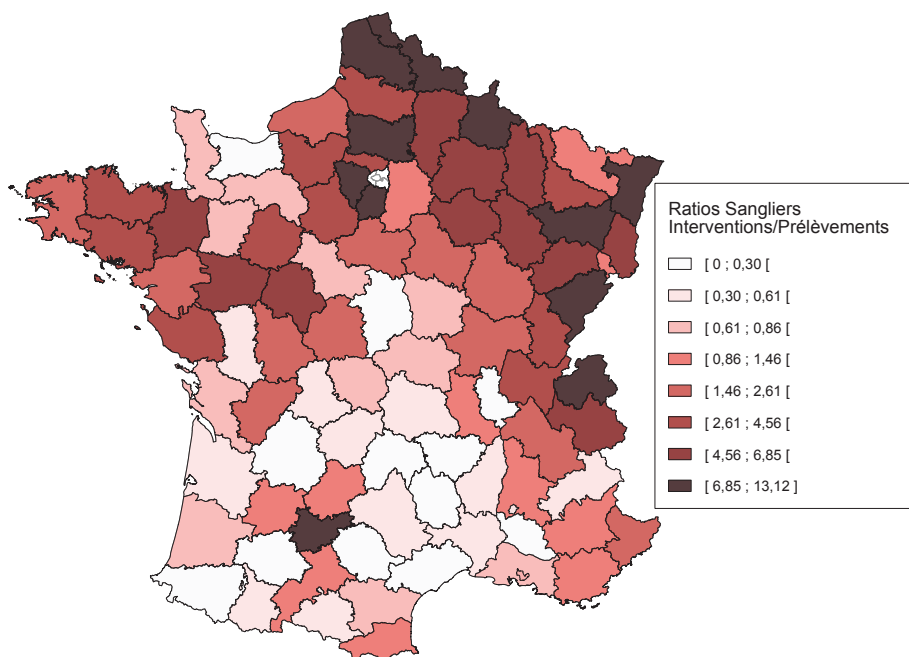 Ratios Sangliers
Interventions/Prélèvements
[ 0 ; 0,30 [
[ 0,30 ; 0,61 [
[ 0,61 ; 0,86 [
[ 0,86 ; 1,46 [
[ 1,46 ; 2,61 [
[ 2,61 ; 4,56 [
[ 4,56 ; 6,85 [
[ 6,85 ; 13,12 ]